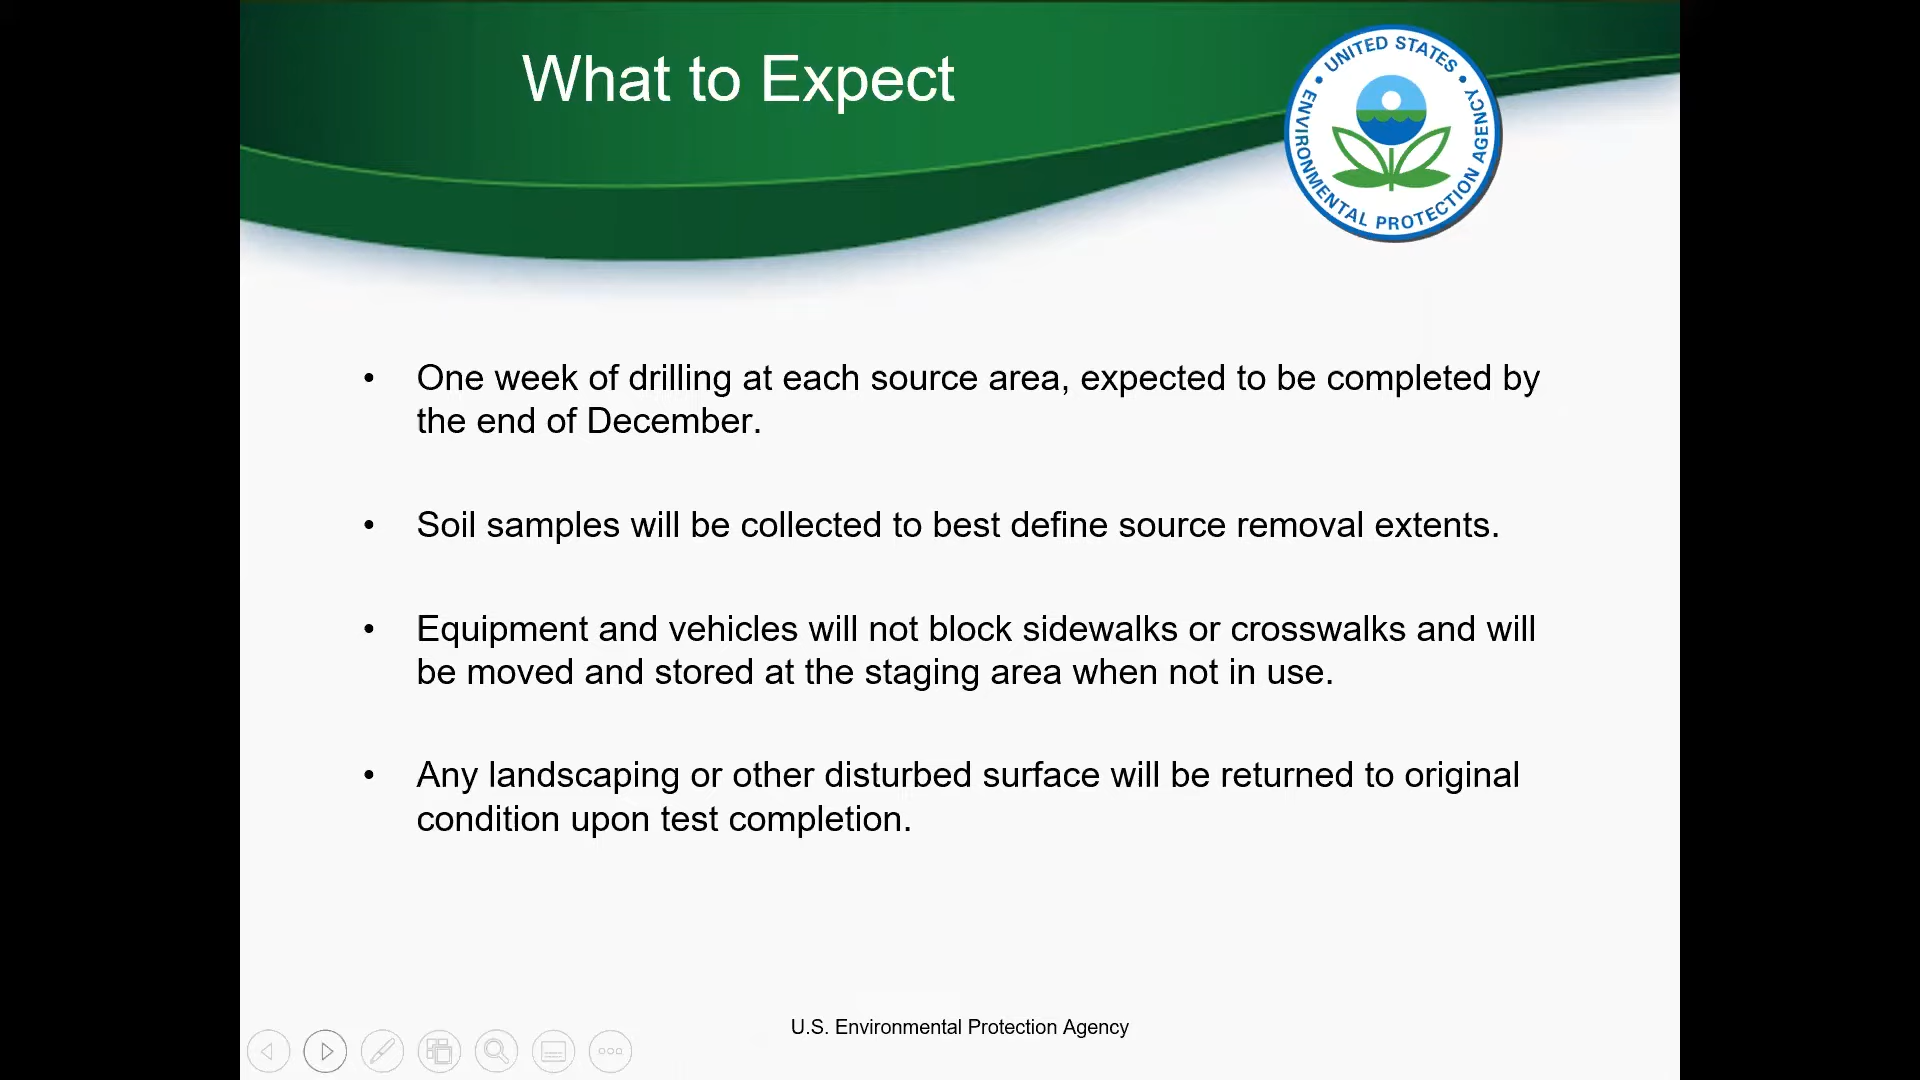 What to Expect
UNITED STATES
ENVIRONMENTAL PROTECTION AGENCY
• One week of drilling at each source area, expected to be completed by
the end of December.
• Soil samples will be collected to best define source removal extents.
• Equipment and vehicles will not block sidewalks or crosswalks and will
be moved and stored at the staging area when not in use.
• Any landscaping or other disturbed surface will be returned to original
condition upon test completion.
U.S. Environmental Protection Agency